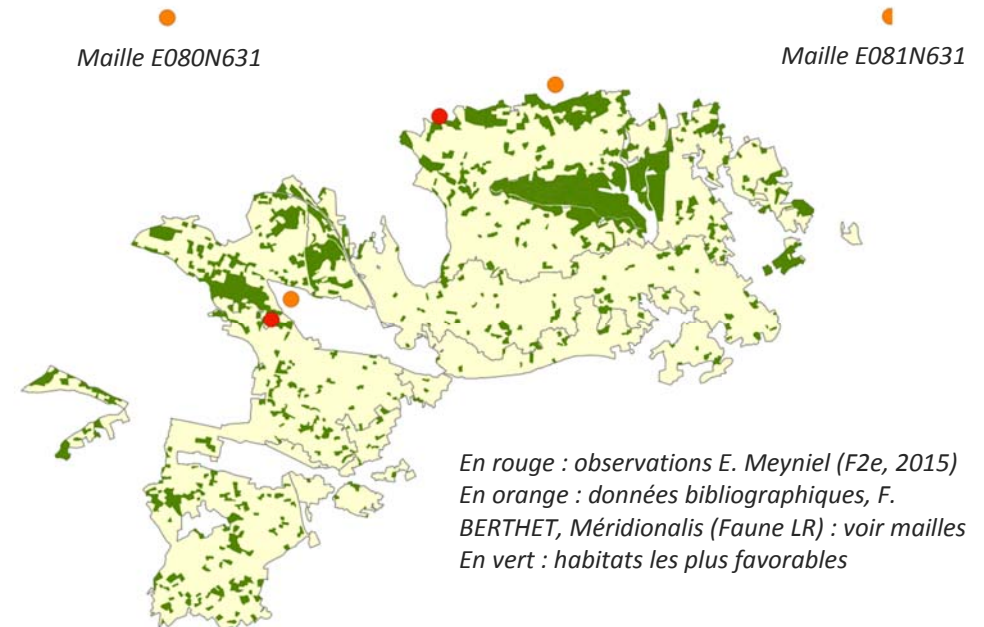 Maille E080N631
Maille E081N631
En rouge : observations E. Meyniel (F2e, 2015)
En orange : données bibliographiques, F.
BERTHET, Méridionalis (Faune LR) : voir mailles
En vert : habitats les plus favorables